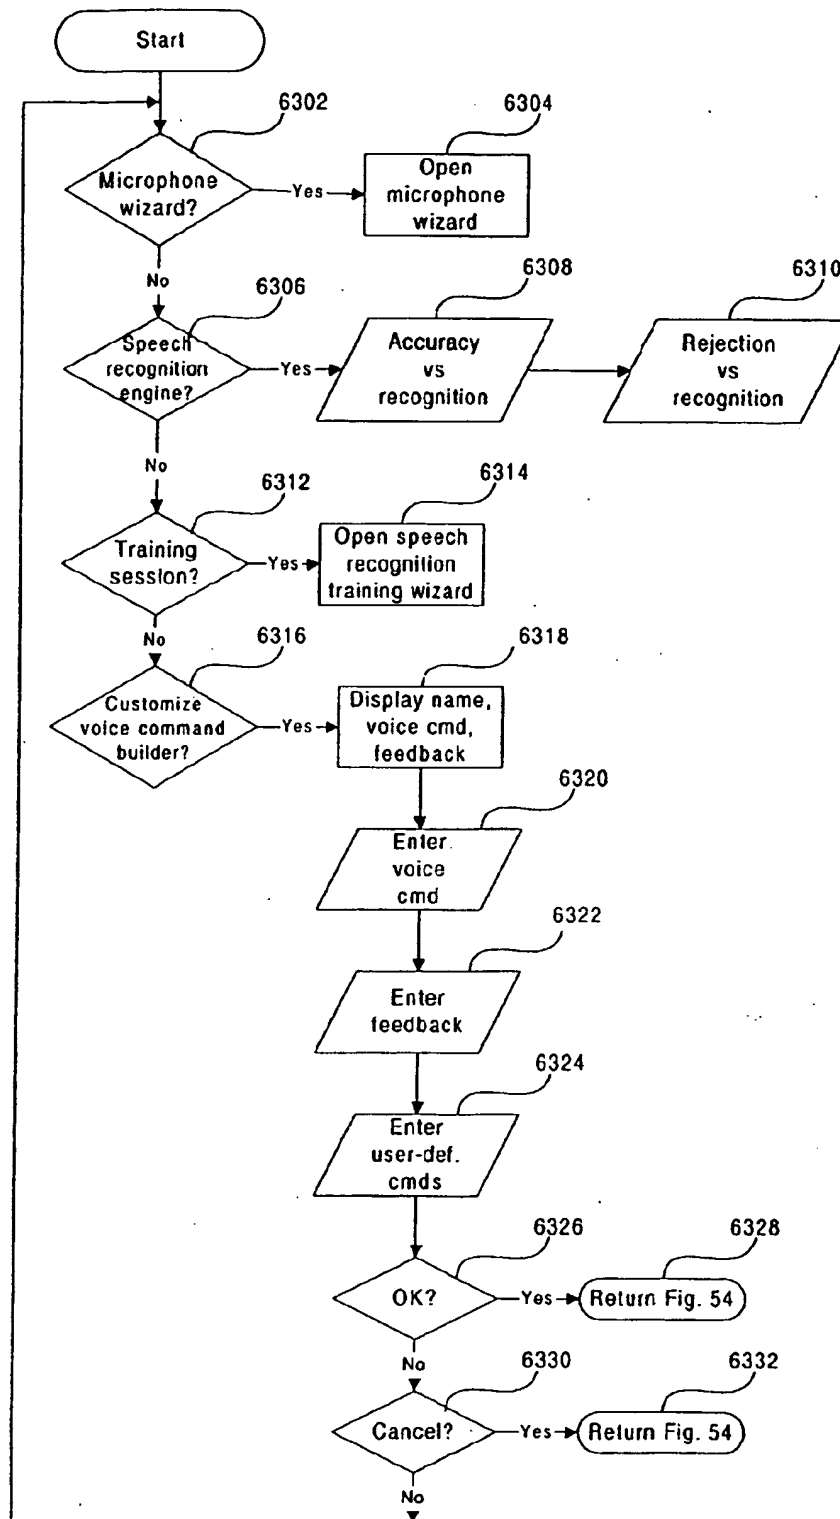 Start
6302
6304
Microphone
wizard?
Yes
Open
microphone
wizard
No
6306
6308
6310
Speech
recognition
engine?
Yes
Accuracy
vs
recognition
Rejection
vs
recognition
No
6312
6314
Training
session?
Yes
Open speech
recognition
training wizard
No
6316
6318
Customize
voice command
builder?
Yes
Display name,
voice cmd,
feedback
6320
Enter
voice
cmd
6322
Enter
feedback
6324
Enter
user-def.
cmds
6326
6328
OK?
Yes
Return Fig. 54
No
6330
6332
Cancel?
Yes
Return Fig. 54
No